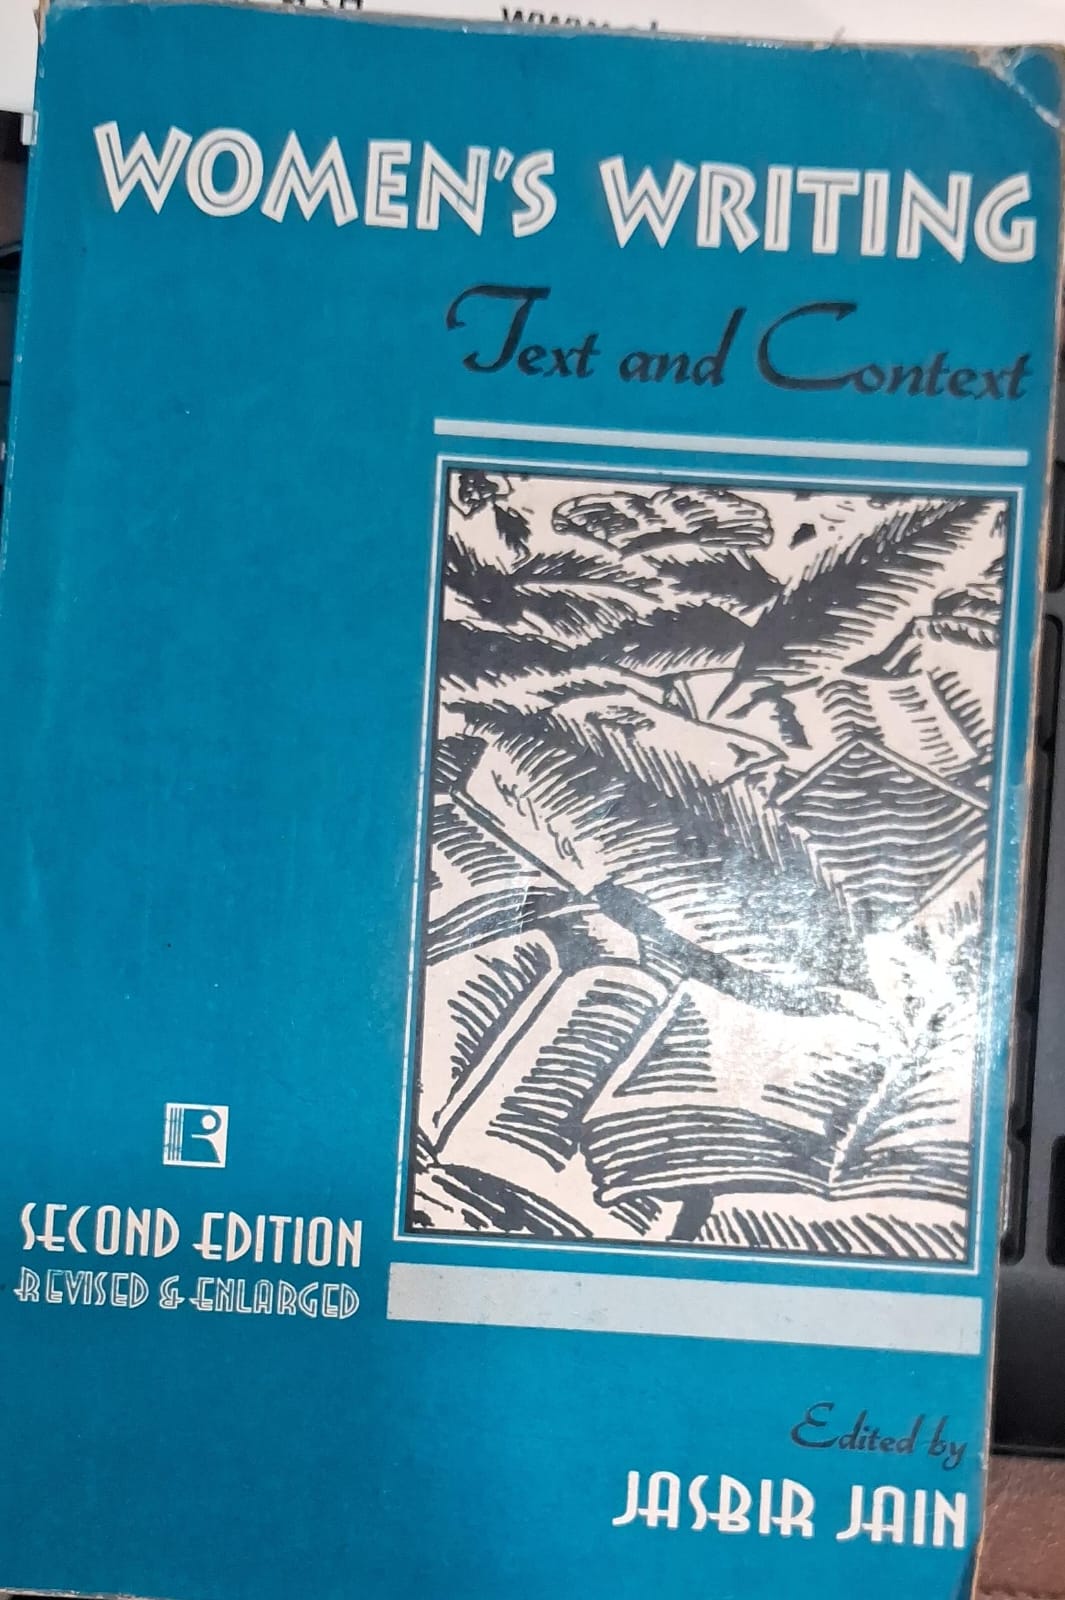 WOMEN'S WRITING
Text and Context
SECOND EDITION
REVISED & ENLARGED
Edited by
JASBIR JAIN